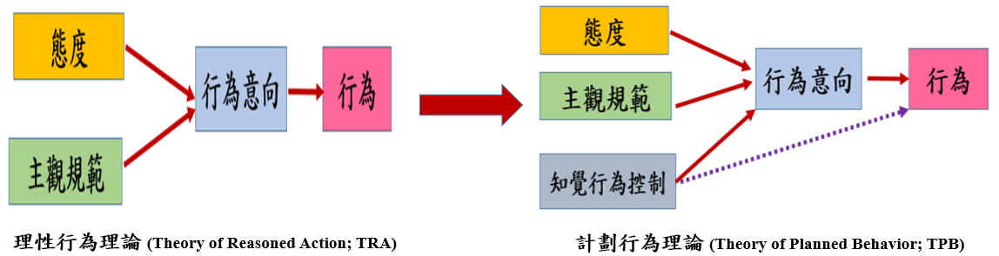 態度
主觀規範
行為意向
行為
理性行為理論 (Theory of Reasoned Action; TRA)
態度
主觀規範
知覺行為控制
行為意向
行為
計劃行為理論 (Theory of Planned Behavior; TPB)